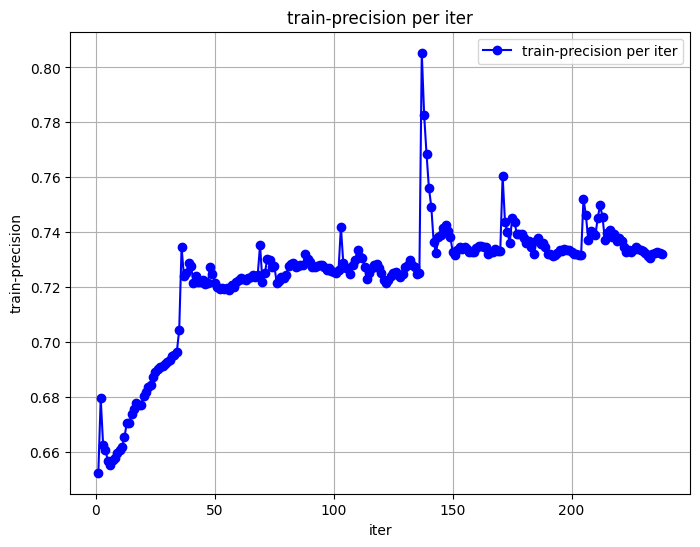 train-precision per iter
train-precision per iter
0.80
0.78
0.76
0.74
0.72
0.70
0.68
0.66
train-precision
0 50 100 150 200
iter